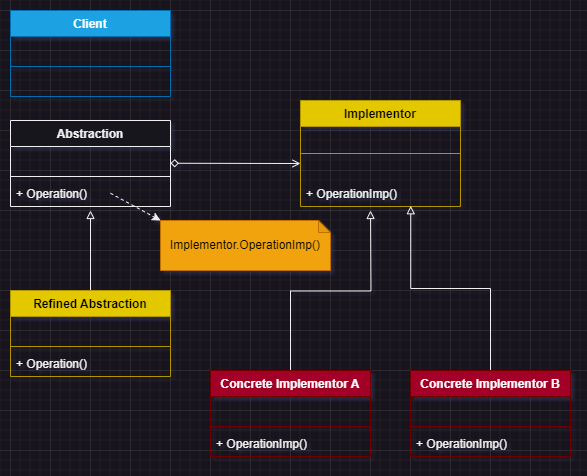 Client
Abstraction
+ Operation()
Implementor
+ OperationImp()
Implementor.OperationImp()
Refined Abstraction
+ Operation()
Concrete Implementor A
+ OperationImp()
Concrete Implementor B
+ OperationImp()